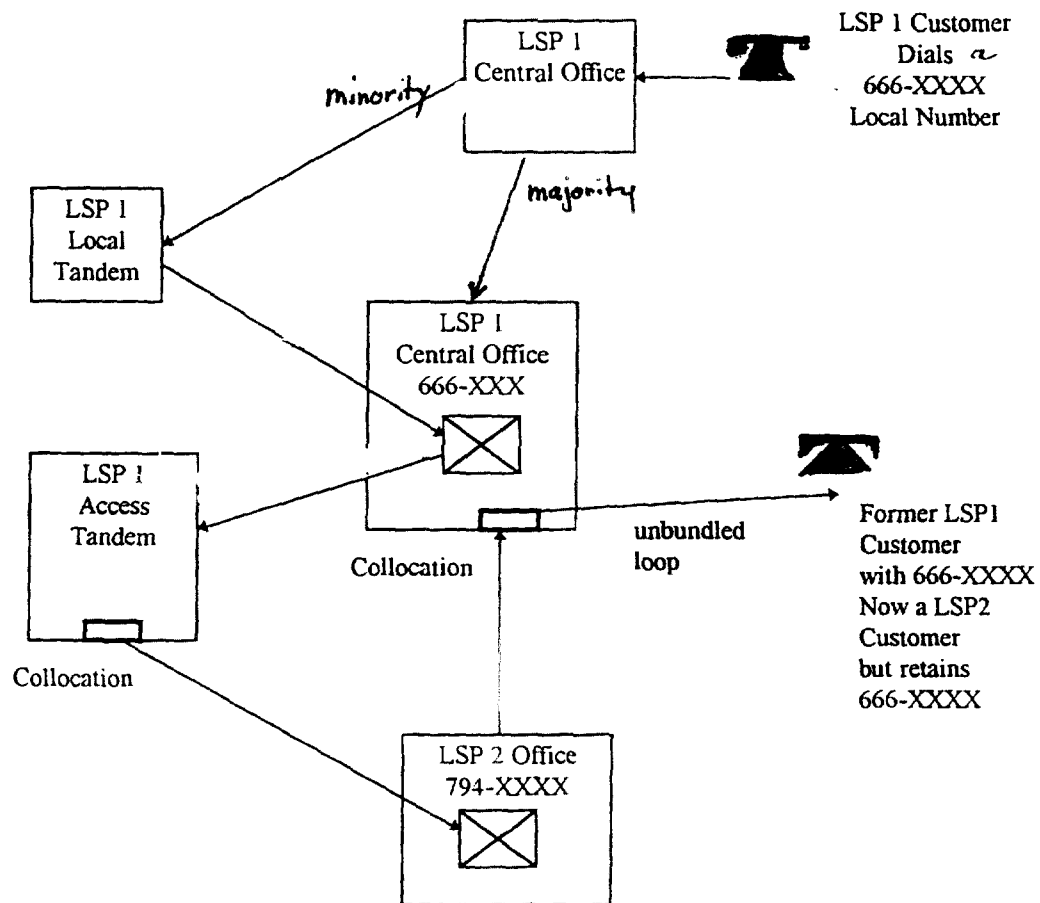 LSP 1
Central Office
LSP 1 Customer
Dials a
666-XXXX
Local Number
minority
majority
LSP 1
Local
Tandem
LSP 1
Central Office
666-XXX
LSP 1
Access
Tandem
Collocation
unbundled
loop
Former LSP1
Customer
with 666-XXXX
Now a LSP2
Customer
but retains
666-XXXX
Collocation
LSP 2 Office
794-XXXX